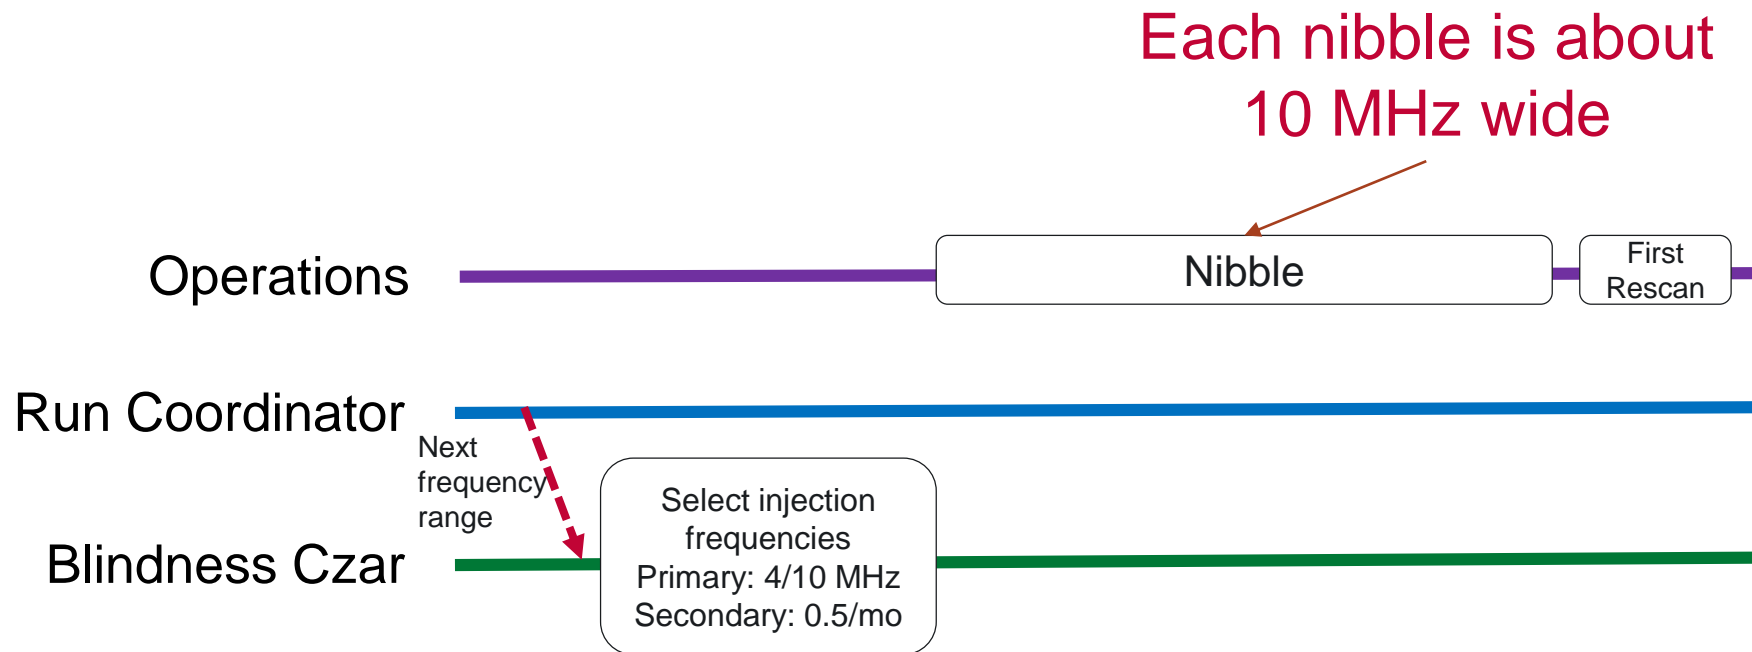 Each nibble is about
10 MHz wide
Operations
Nibble
First
Rescan
Run Coordinator
Next
frequency
range
Select injection
frequencies
Primary: 4/10 MHz
Secondary: 0.5/mo
Blindness Czar